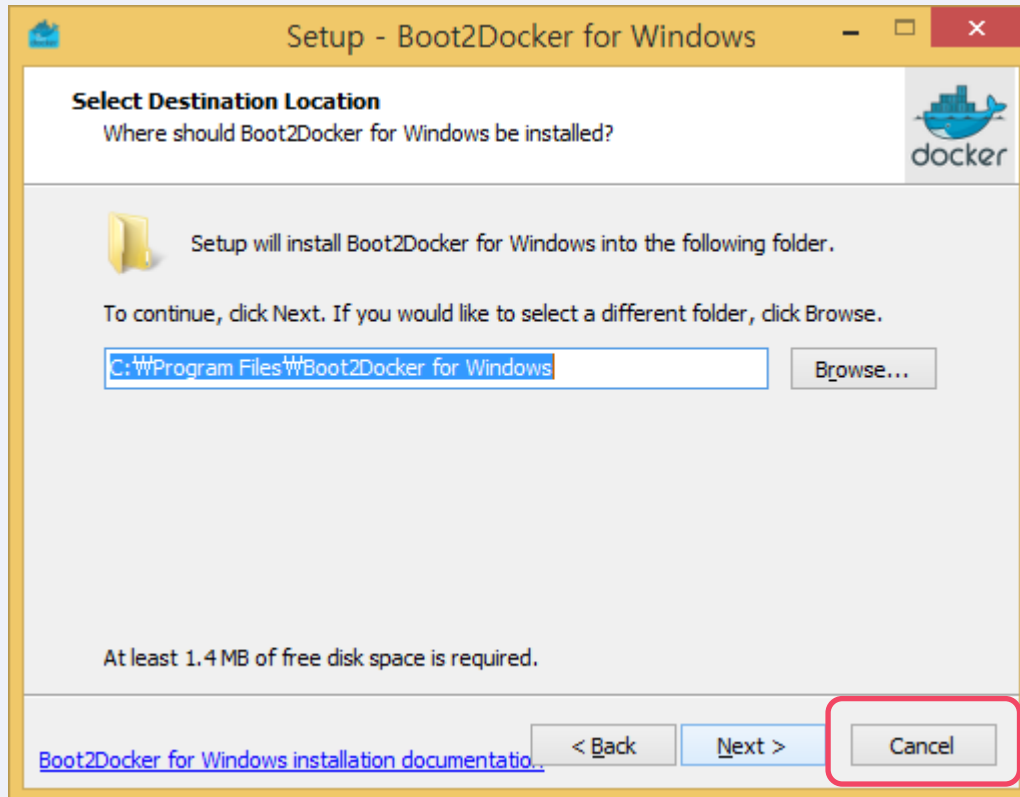 Setup - Boot2Docker for Windows
Select Destination Location
Where should Boot2Docker for Windows be installed?
docker
Setup will install Boot2Docker for Windows into the following folder.
To continue, click Next. If you would like to select a different folder, click Browse.
C:₩Program Files₩Boot2Docker for Windows
Browse...
At least 1.4 MB of free disk space is required.
Boot2Docker for Windows installation documentation
< Back
Next >
Cancel